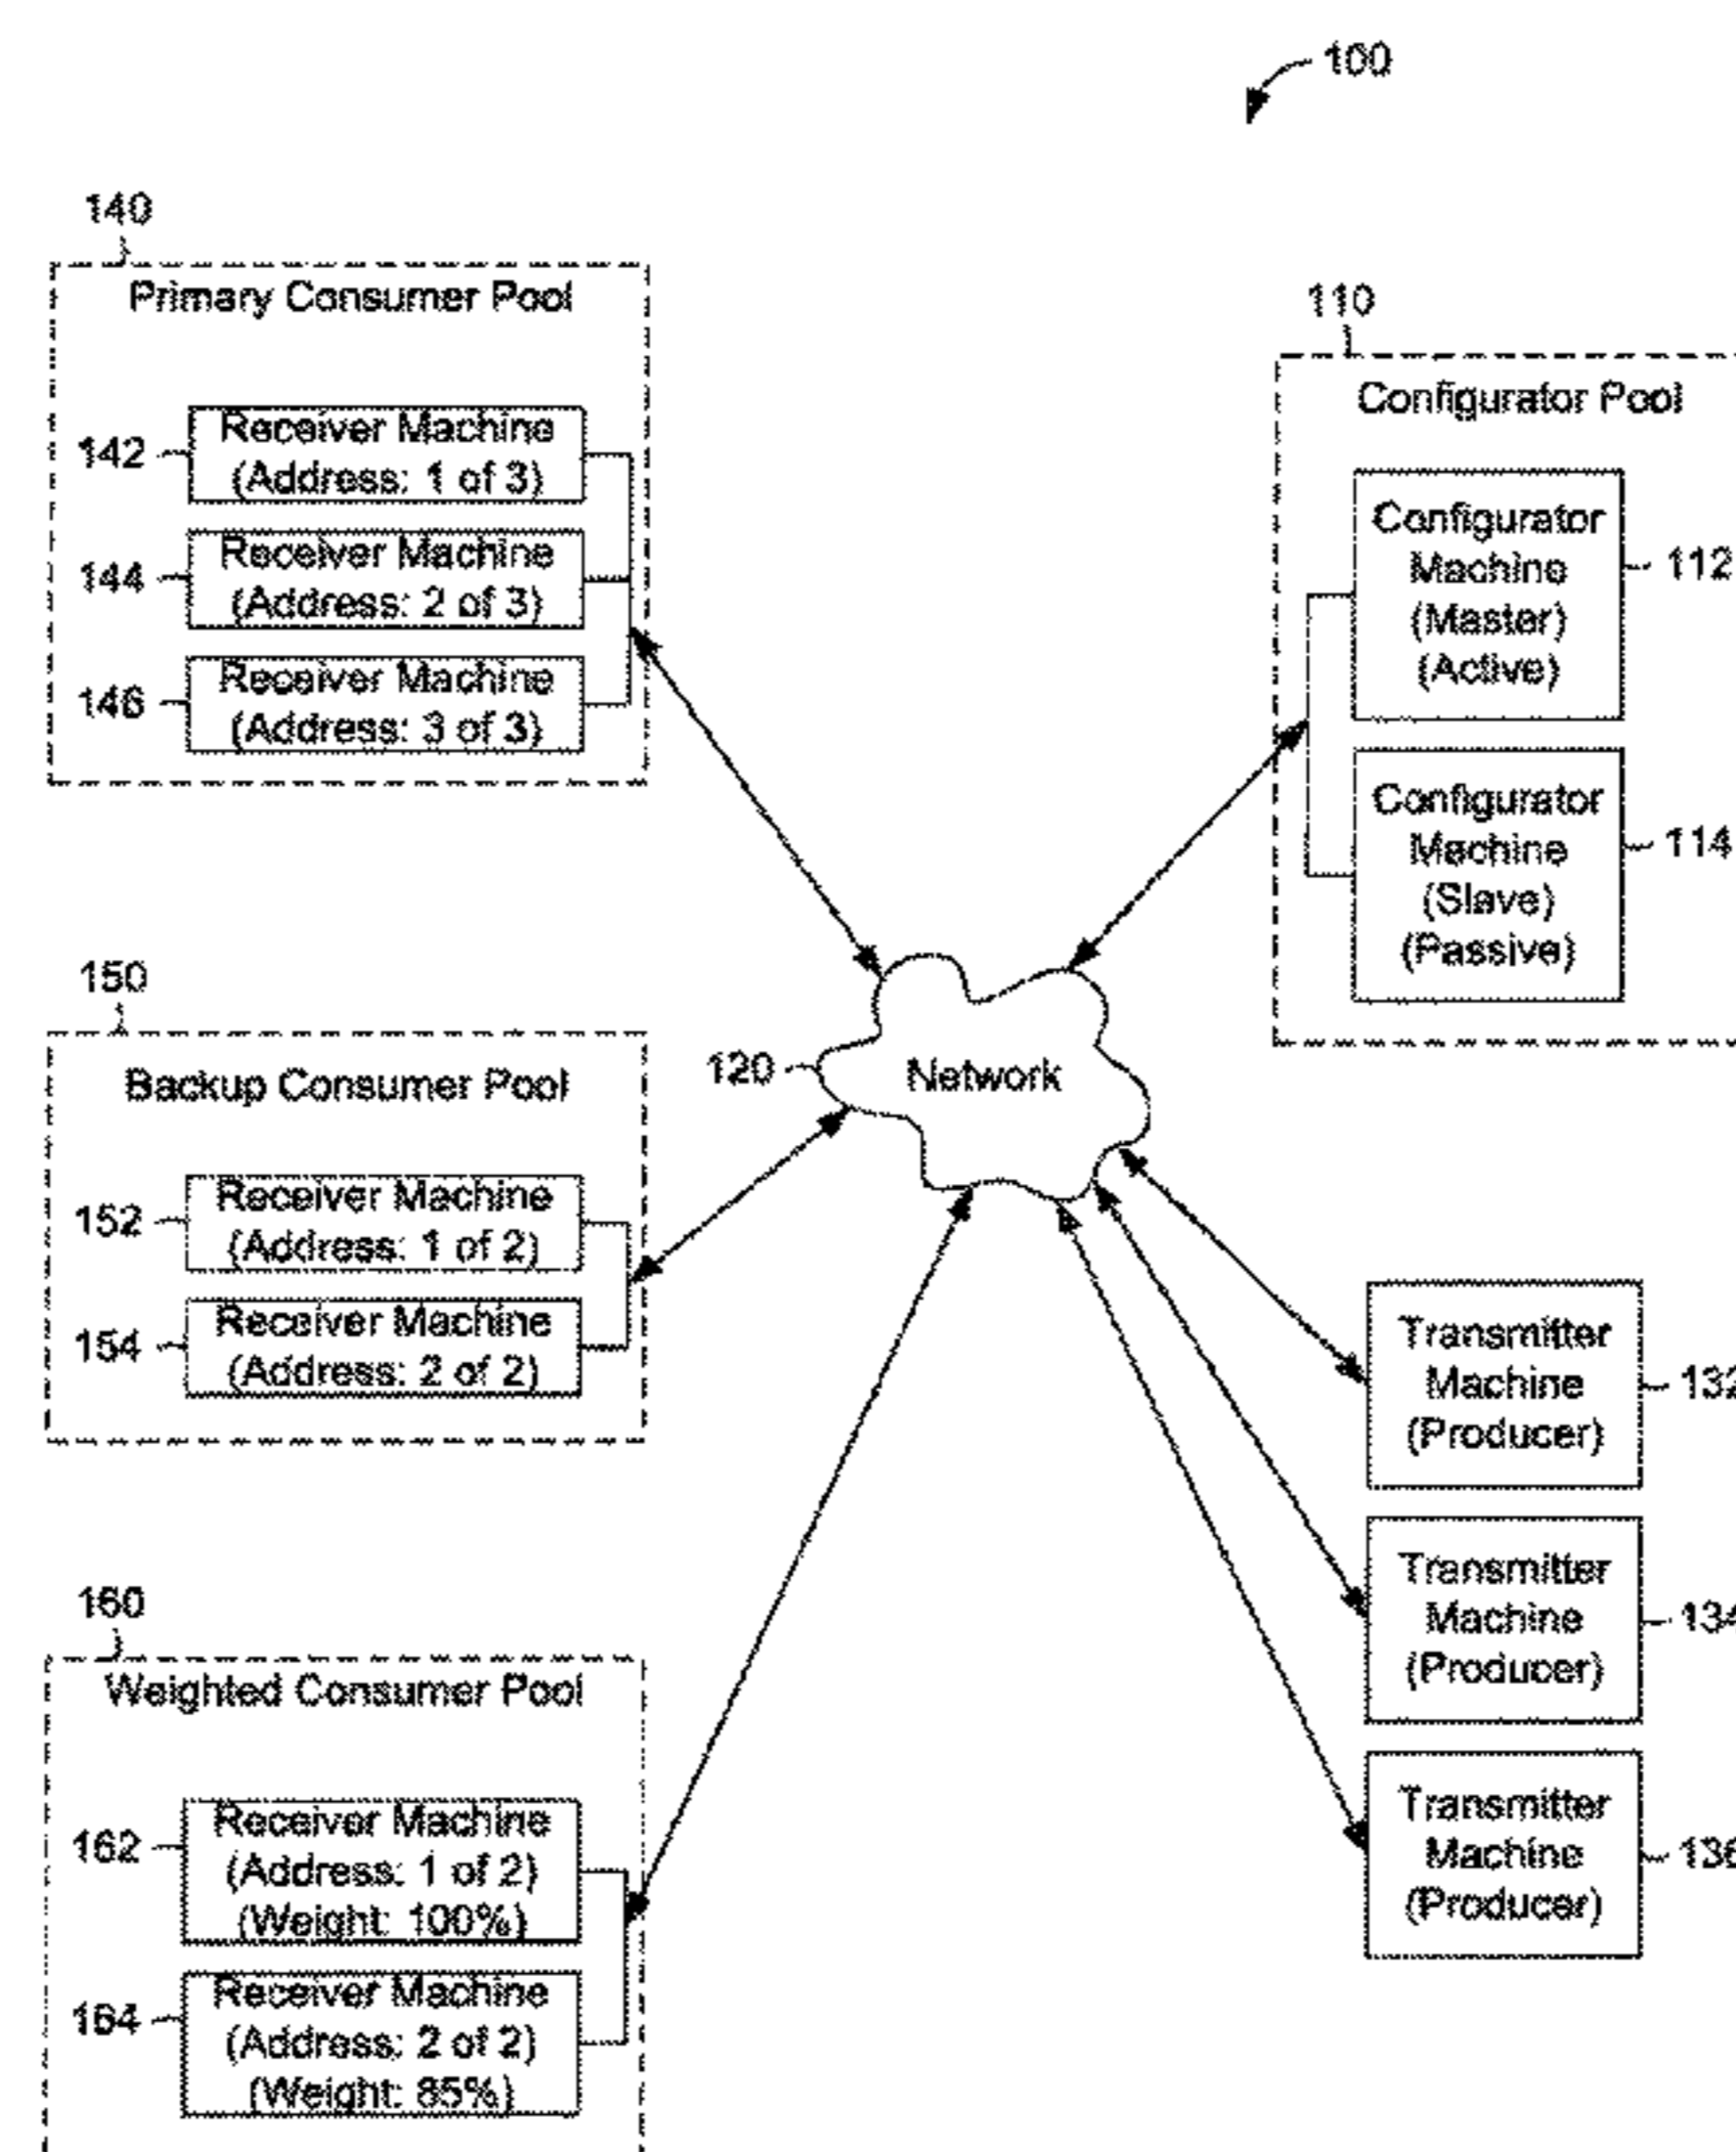 100
140
Primary Consumer Pool
142
Receiver Machine
(Address: 1 of 3)
144
Receiver Machine
(Address: 2 of 3)
146
Receiver Machine
(Address: 3 of 3)
110
Configurator Pool
Configurator
Machine
(Master)
(Active)
112
Configurator
Machine
(Slave)
(Passive)
114
150
Backup Consumer Pool
152
Receiver Machine
(Address: 1 of 2)
154
Receiver Machine
(Address: 2 of 2)
120
Network
Transmitter
Machine
(Producer)
132
Transmitter
Machine
(Producer)
134
Transmitter
Machine
(Producer)
136
160
Weighted Consumer Pool
162
Receiver Machine
(Address: 1 of 2)
(Weight: 100%)
164
Receiver Machine
(Address: 2 of 2)
(Weight: 85%)